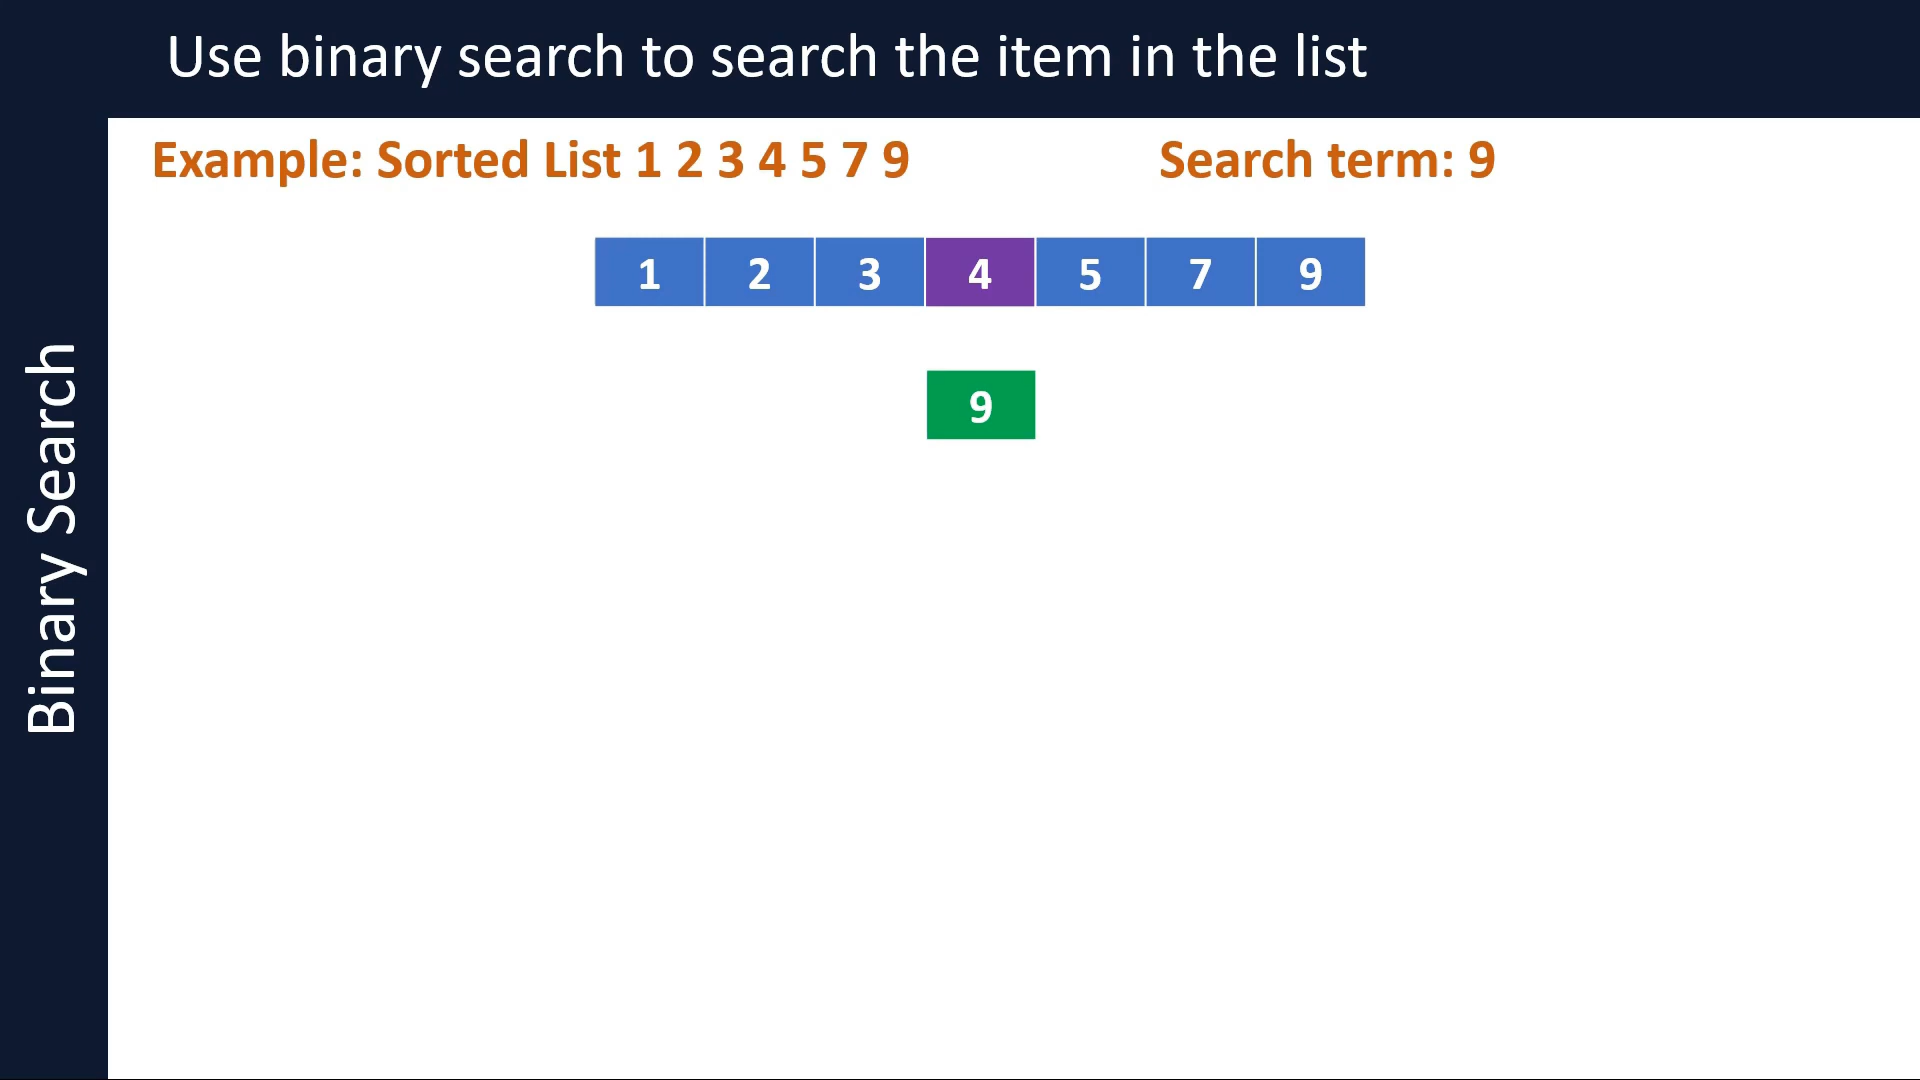 Use binary search to search the item in the list
Example: Sorted List 1 2 3 4 5 7 9
Search term: 9
1 2 3 4 5 7 9
9
Binary Search